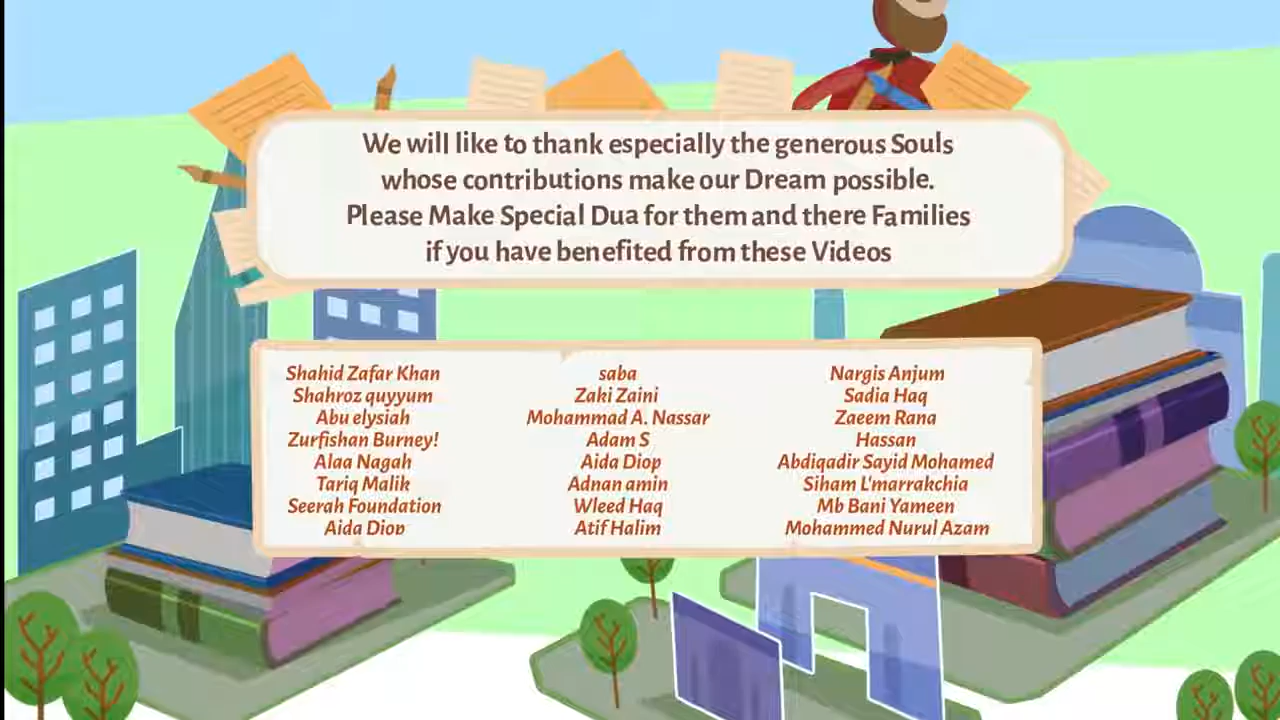 We will like to thank especially the generous Souls
whose contributions make our Dream possible.
Please Make Special Dua for them and there Families
if you have benefited from these Videos
Shahid Zafar Khan
Shahroz quyyum
Abu elysiah
Zurfishan Burney!
Alaa Nagah
Tariq Malik
Seerah Foundation
Aida Diop
saba
Zaki Zaini
Mohammad A. Nassar
Adam S
Aida Diop
Adnan amin
Wleed Haq
Atif Halim
Nargis Anjum
Sadia Haq
Zaeem Rana
Hassan
Abdiqadir Sayid Mohamed
Siham L'marrakchia
Mb Bani Yameen
Mohammed Nurul Azam